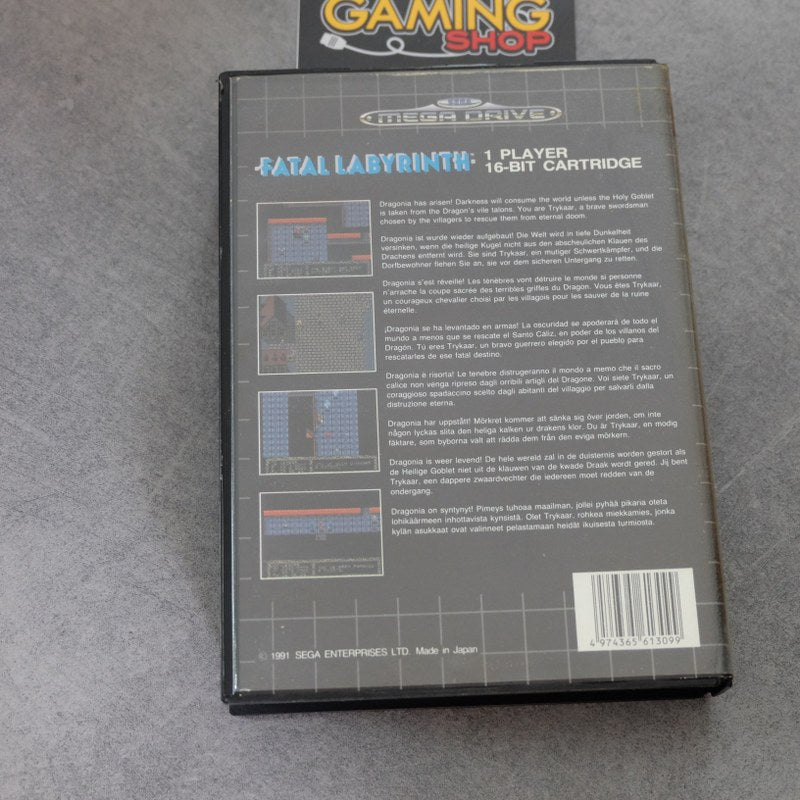 GAMING
SHOP
SEGA
MEGA DRIVE
FATAL LABYRINTH: 1 PLAYER
16-BIT CARTRIDGE
Dragonia has arisen! Darkness will consume the world unless the Holy Goblet
is taken from the Dragon's vile talons. You are Trykaar, a brave swordsman
chosen by the villagers to rescue them from eternal doom.
Dragonia ist wurde wieder aufgebaut! Die Welt wird in tiefe Dunkelheit
versinken, wenn die heilige Kugel nicht aus den abscheulichen Klauen des
Drachens entfernt wird. Sie sind Trykaar, ein mutiger Schwertkämpfer, und die
Dorfbewohner flehen Sie an, sie vor dem sicheren Untergang zu retten.
Dragonia s'est réveillé! Les ténèbres vont détruire le monde si personne
n'arrache la coupe sacrée des terribles griffes du Dragon. Vous êtes Trykaar,
un courageux chevalier choisi par les villagois pour les sauver de la ruine
éternelle.
¡Dragonia se ha levantado en armas! La oscuridad se apoderará de todo el
mundo a menos que se rescate el Santo Caliz, en poder de los villanos del
Dragón. Tú eres Trykaar, un bravo guerrero elegido por el pueblo para
rescatarles de ese fatal destino.
Dragonia è risorta! Le tenebre distrugeranno il mondo a memo che il sacro
calice non venga ripreso dagli orribili artigli del Dragone. Voi siete Trykaar, un
coraggioso spadaccino scelto dagli abitanti del villaggio per salvarli dalla
distruzione eterna.
Dragonia har uppstått! Mörkret kommer att sänka sig över jorden, om inte
någon lyckas slita den heliga kalken ur drakens klor. Du är Trykaar, en modig
fäktare, som byborna valt att rädda dem från den eviga mörkern.
Dragonia is weer levend! De hele wereld zal in de duisternis worden gestort als
de Heilige Goblet niet uit de klauwen van de kwade Draak wordt gered. Jij bent
Trykaar, een dappere zwaardvechter die iedereen moet redden van de
ondergang.
Dragonia on syntynyt! Pimeys tuhoaa maailman, jollei pyhää pikaria oteta
lohikäärmeen inhottavista kynsistä. Olet Trykaar, rohkea miekkamies, jonka
kylän asukkaat ovat valinneet pelastamaan heidät ikuisesta turmiosta.
4 974365 613099
© 1991 SEGA ENTERPRISES LTD. Made in Japan